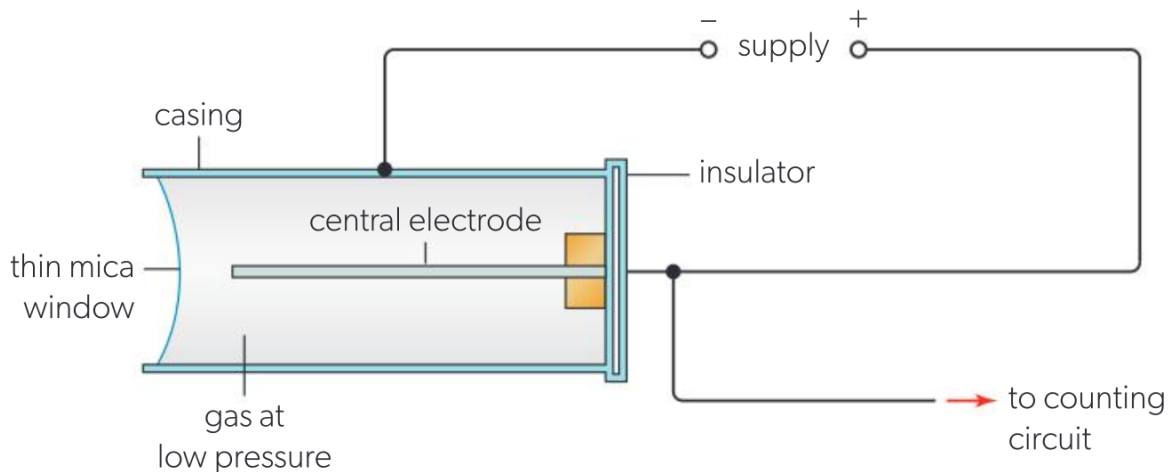 −
+
supply
casing
insulator
central electrode
thin mica
window
gas at
low pressure
to counting
circuit